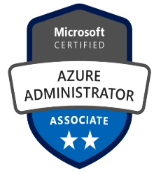 Microsoft
CERTIFIED
AZURE
ADMINISTRATOR
ASSOCIATE